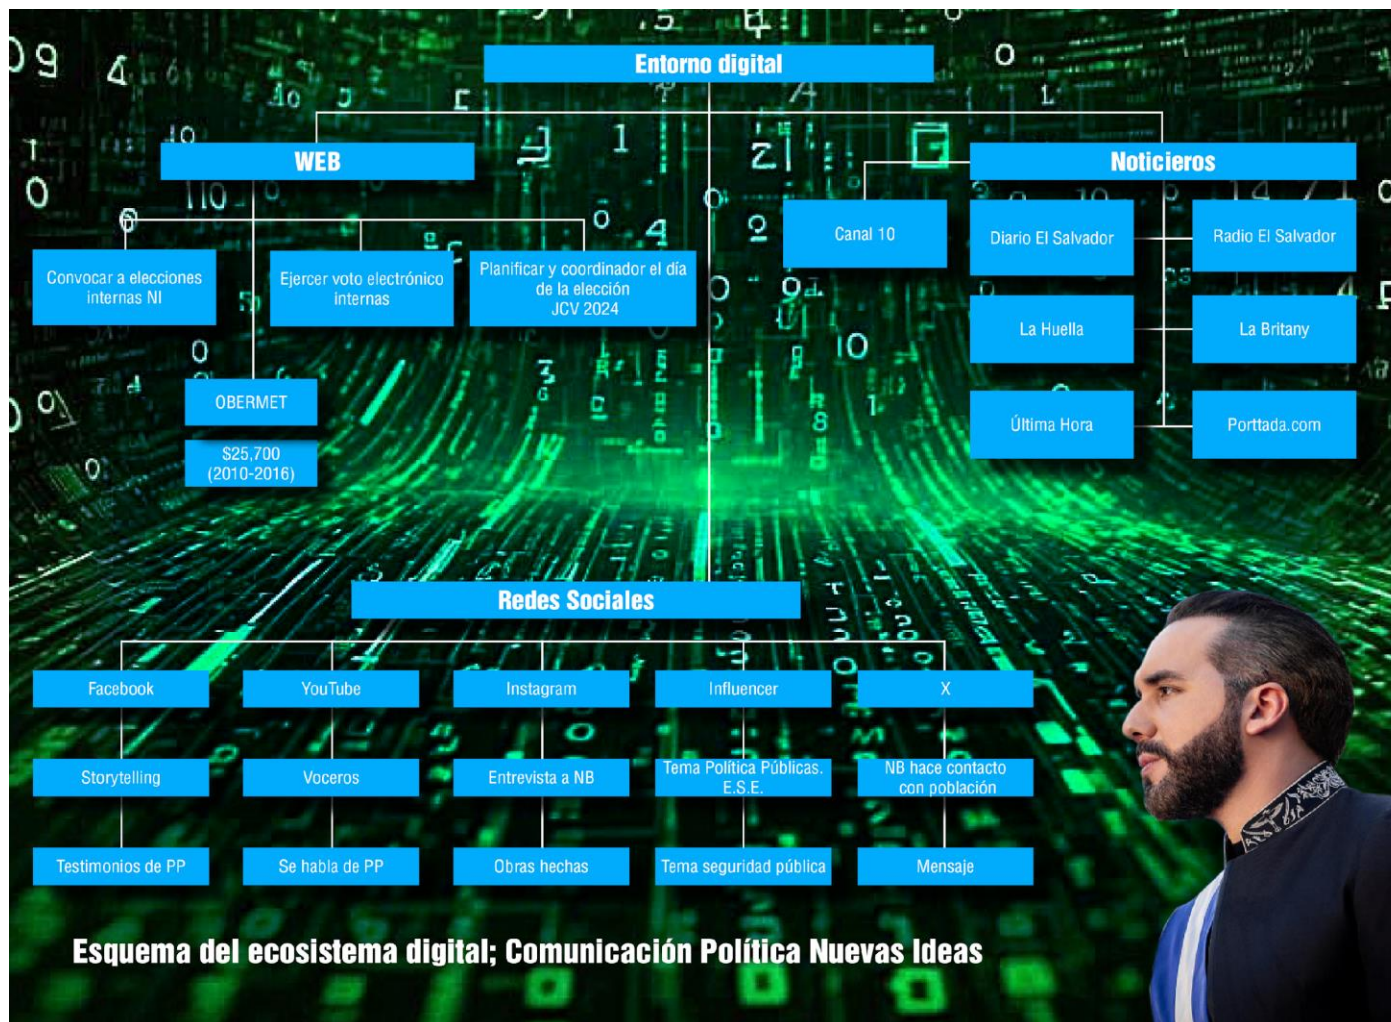 Entorno digital
WEB
Noticieros
Convocar a elecciones
internas NI
Ejercer voto electrónico
internas
Planificar y coordinador el día
de la elección
JCV 2024
OBERMET
$25,700
(2010-2016)
Canal 10
Diario El Salvador
Radio El Salvador
La Huella
La Britany
Última Hora
Porttada.com
Redes Sociales
Facebook
YouTube
Instagram
Influencer
X
Storytelling
Voceros
Entrevista a NB
Tema Política Públicas.
E.S.E.
NB hace contacto
con población
Testimonios de PP
Se habla de PP
Obras hechas
Tema seguridad pública
Mensaje
Esquema del ecosistema digital; Comunicación Política Nuevas Ideas